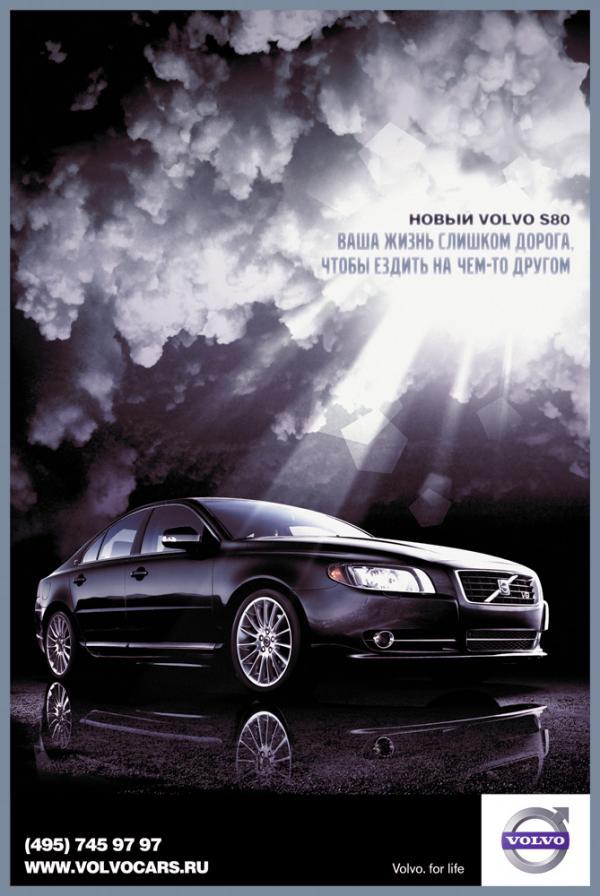 НОВЫЙ VOLVO S80
ВАША ЖИЗНЬ СЛИШКОМ ДОРОГА,
ЧТОБЫ ЕЗДИТЬ НА ЧЕМ-ТО ДРУГОМ
V8
(495) 745 97 97
WWW.VOLVOCARS.RU
Volvo. for life
VOLVO